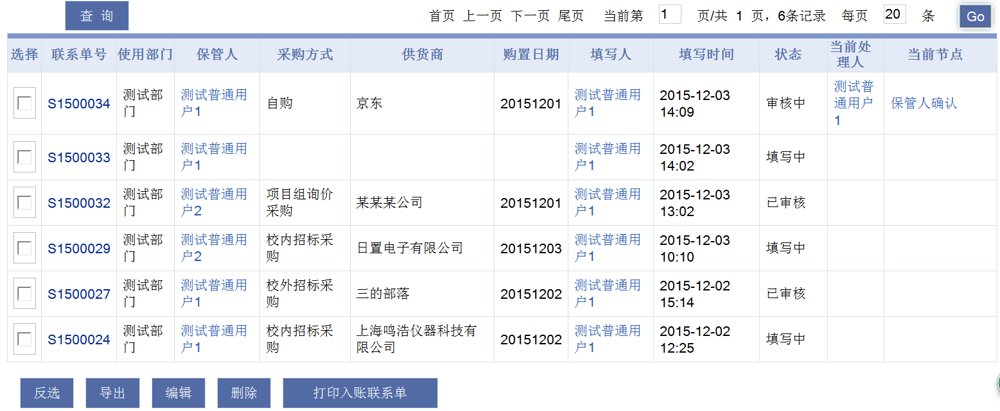 查 询 首页 上一页 下一页 尾页 当前第 1 页/共 1 页，6条记录 每页 20 条 Go
选择 联系单号 使用部门 保管人 采购方式 供货商 购置日期 填写人 填写时间 状态 当前处理人 当前节点
S1500034 测试部门 测试普通用户1 自购 京东 20151201 测试普通用户1 2015-12-03 14:09 审核中 测试普通用户1 保管人确认
S1500033 测试部门 测试普通用户1 测试普通用户1 2015-12-03 14:02 填写中
S1500032 测试部门 测试普通用户2 项目组询价采购 某某某公司 20151201 测试普通用户1 2015-12-03 13:02 已审核
S1500029 测试部门 测试普通用户2 校内招标采购 日置电子有限公司 20151203 测试普通用户1 2015-12-03 10:10 填写中
S1500027 测试部门 测试普通用户1 校外招标采购 三的部落 20151202 测试普通用户1 2015-12-02 15:14 已审核
S1500024 测试部门 测试普通用户1 校内招标采购 上海鸣浩仪器科技有限公司 20151202 测试普通用户1 2015-12-02 12:25 填写中
反选 导出 编辑 删除 打印入账联系单